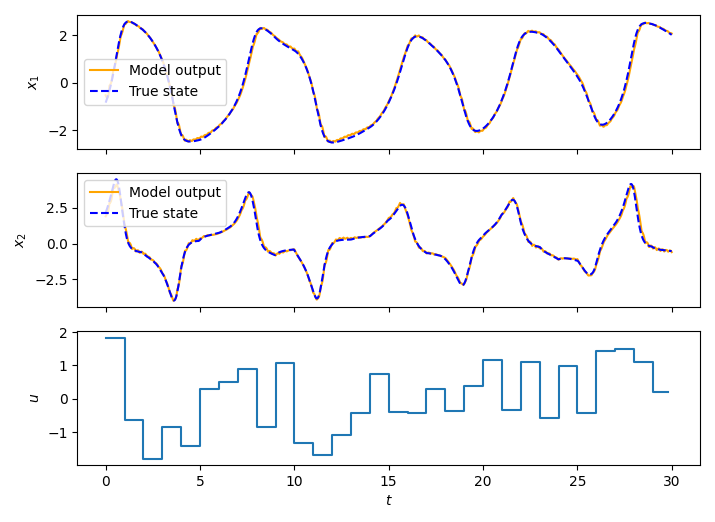 2
0
−2
x₁
Model output
True state
2.5
0.0
−2.5
x₂
Model output
True state
2
1
0
−1
u
0
5
10
15
20
25
30
t